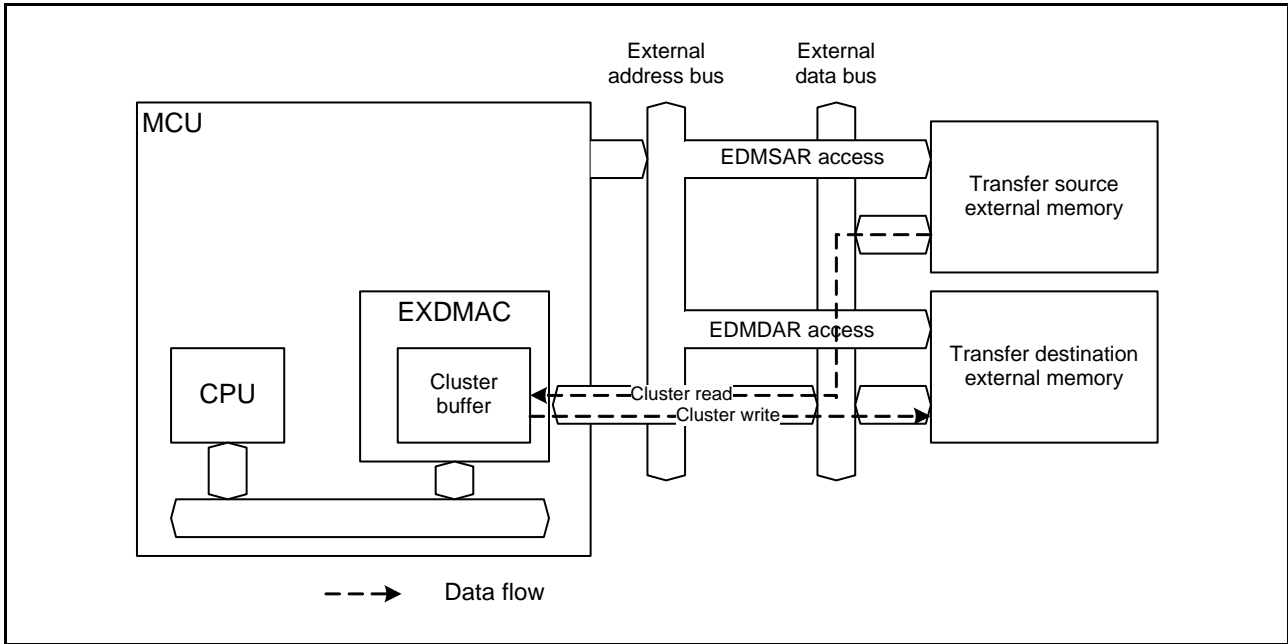 External
address bus
External
data bus
MCU
EDMSAR access
Transfer source
external memory
EXDMAC
EDMDAR access
Transfer destination
external memory
CPU
Cluster
buffer
Cluster read
Cluster write
Data flow